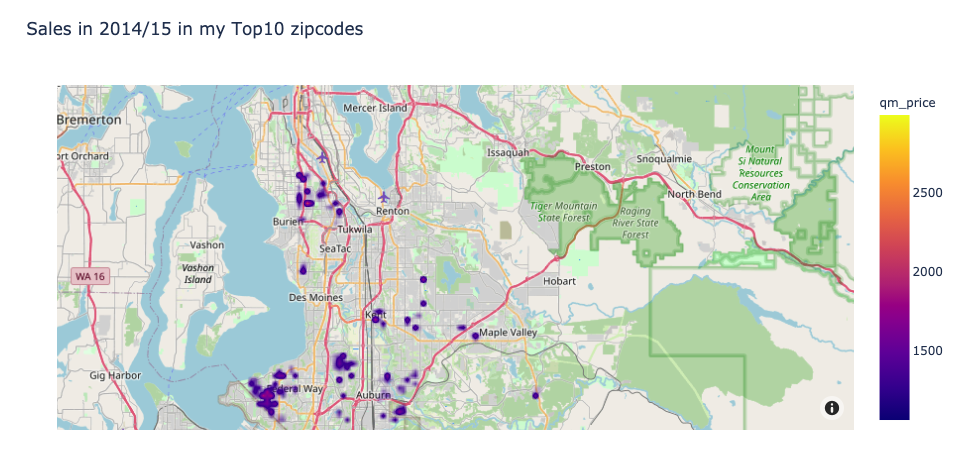 Sales in 2014/15 in my Top10 zipcodes
qm_price
2500
2000
1500
Mercer Island
Bremerton
ort Orchard
Issaquah
Preston
Snoqualmie
Mount
Si Natural
Resources
Conservation
Area
North Bend
Tiger Mountain
State Forest
Raging
River State
Forest
Renton
Burien
Tukwila
SeaTac
Vashon
Vashon
Island
WA 16
Hobart
Des Moines
Kent
Maple Valley
Gig Harbor
Federal Way
Auburn